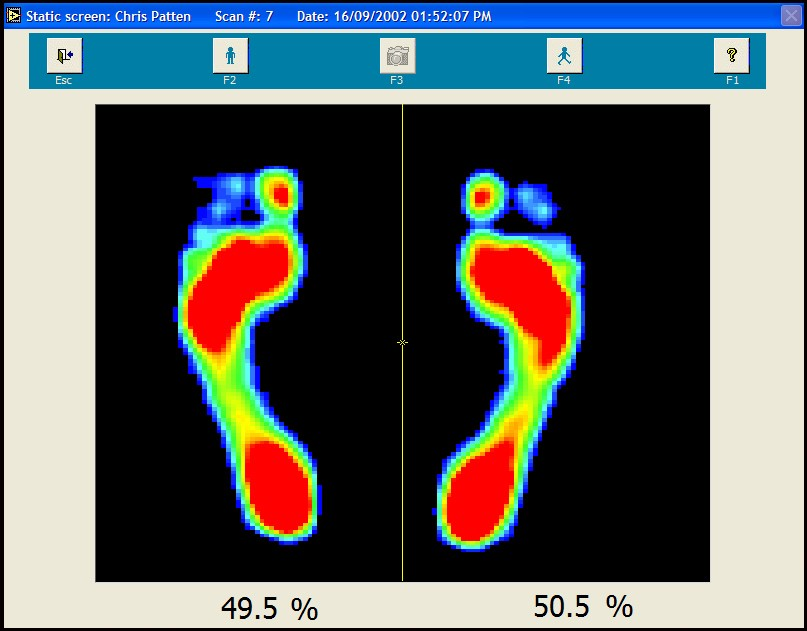 Static screen: Chris Patten Scan #: 7 Date: 16/09/2002 01:52:07 PM
?
Esc F2 F3 F4 F1
49.5 % 50.5 %